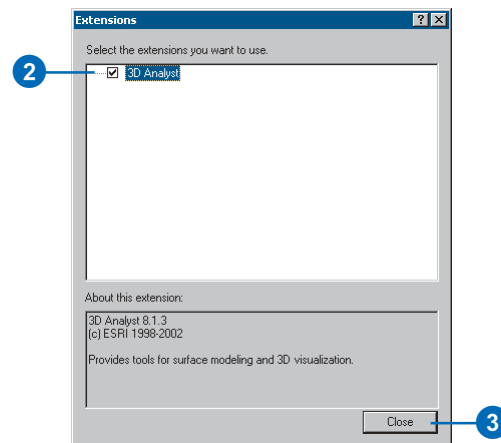 Extensions
Select the extensions you want to use.
2
3D Analyst
About this extension:
3D Analyst 8.1.3
(c) ESRI 1998-2002
Provides tools for surface modeling and 3D visualization.
Close
3